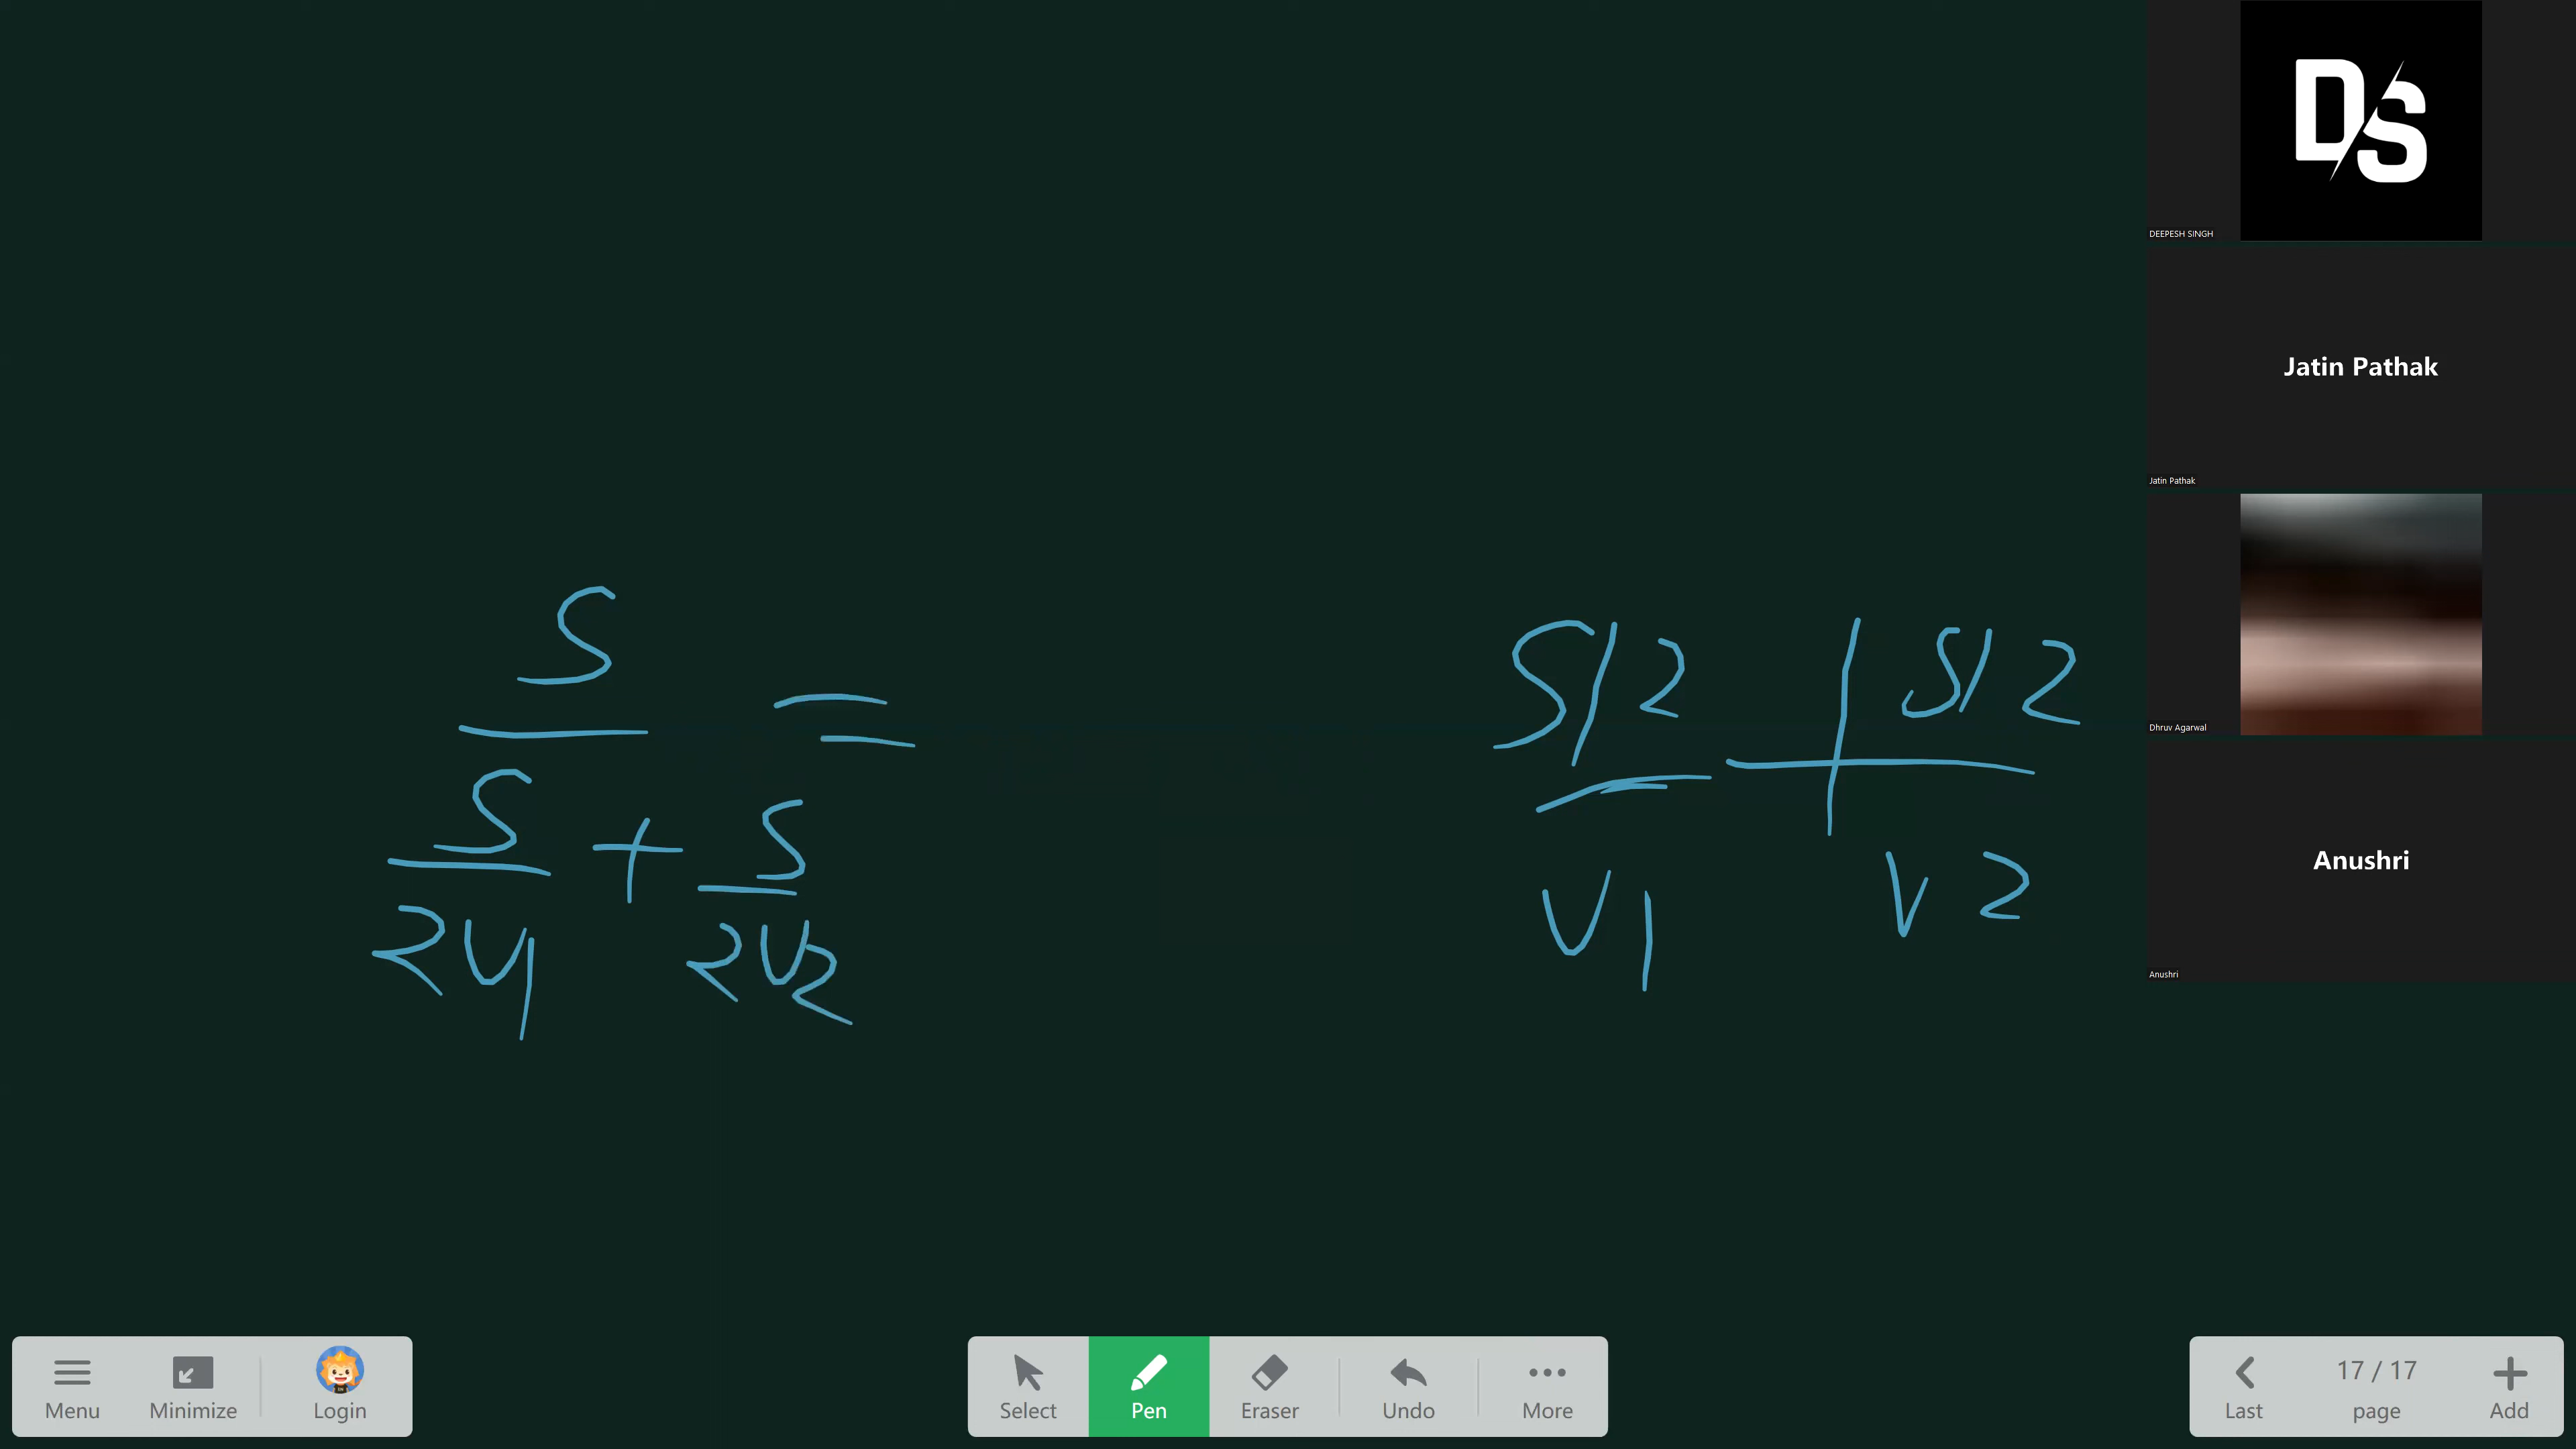 DS
DEEPESH SINGH
Jatin Pathak
Jatin Pathak
Dhruv Agarwal
Anushri
Anushri
S
=
S + S
2V1 2V2
S/2 + S/2
V1 V2
Menu Minimize Login
Select Pen Eraser Undo More
Last 17 / 17 page Add